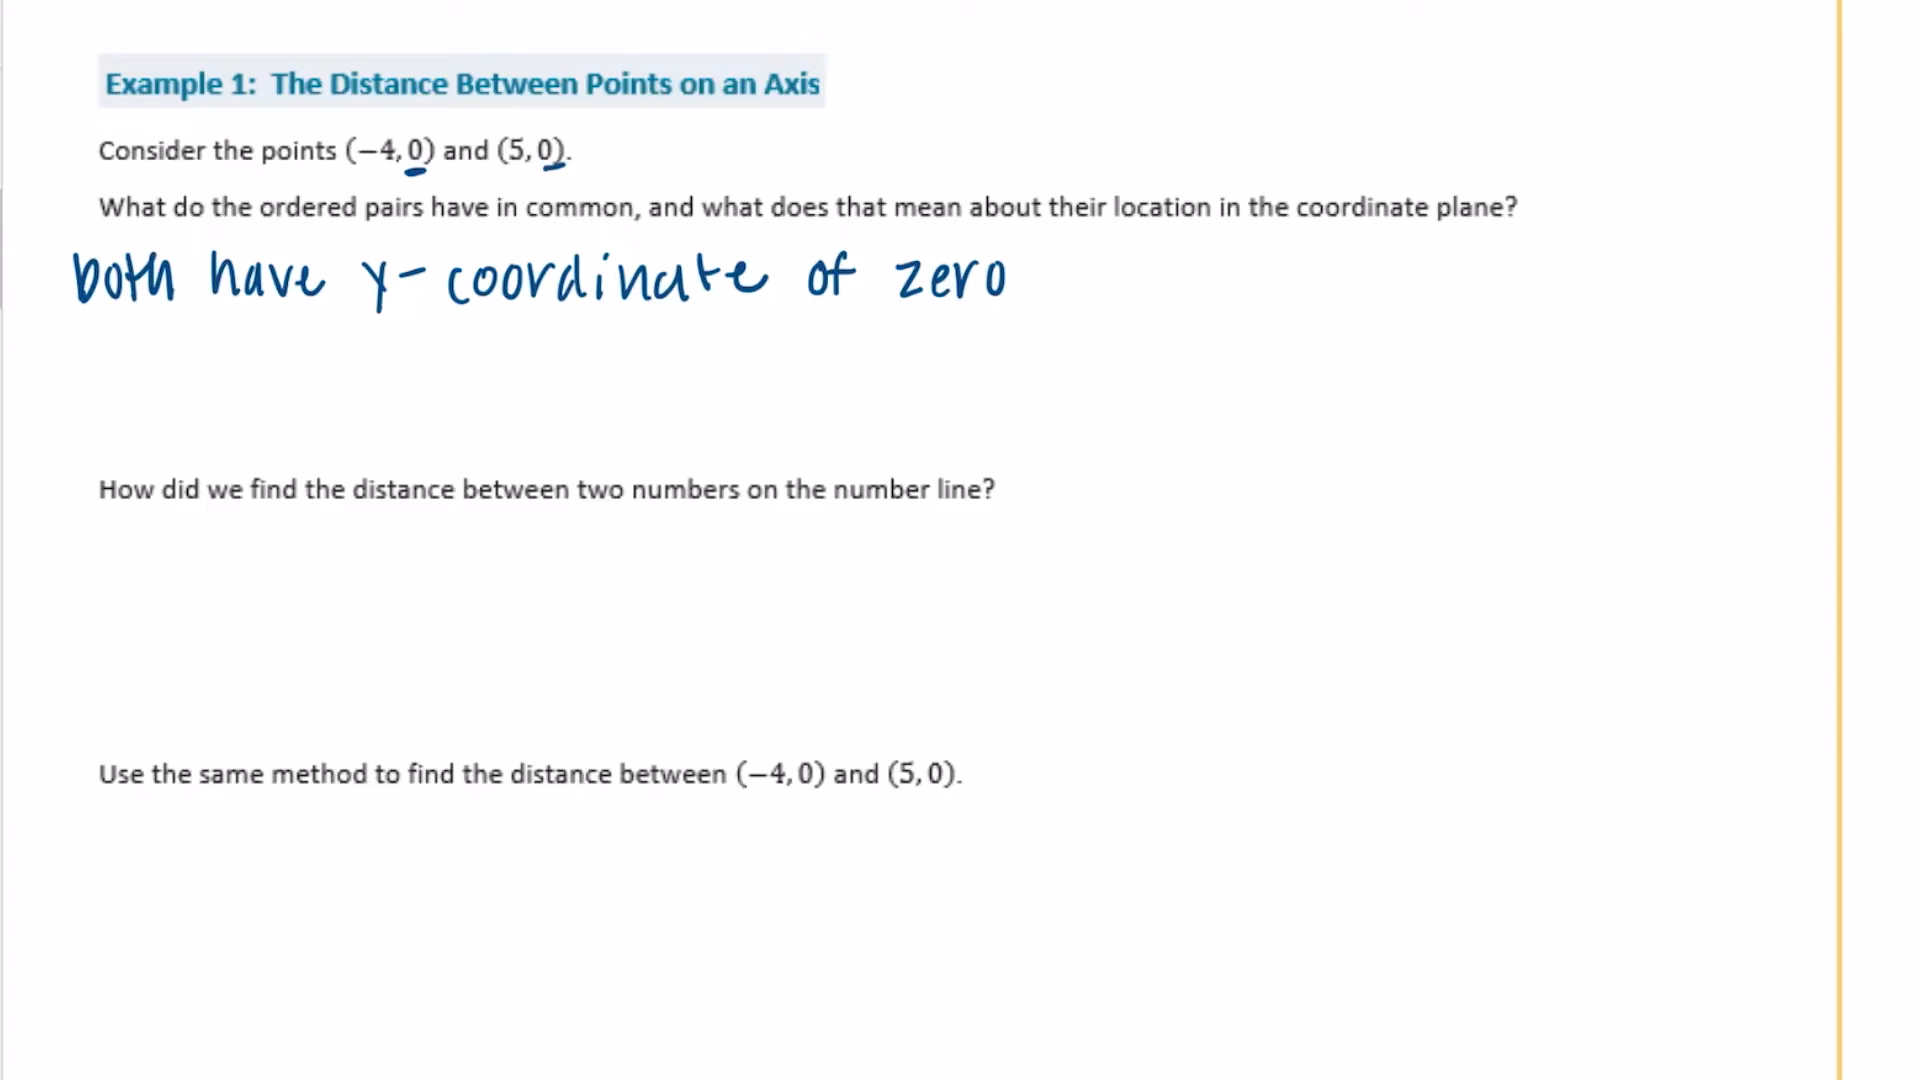 Example 1: The Distance Between Points on an Axis
Consider the points (−4, 0) and (5, 0).
What do the ordered pairs have in common, and what does that mean about their location in the coordinate plane?
both have y-coordinate of zero
How did we find the distance between two numbers on the number line?
Use the same method to find the distance between (−4, 0) and (5, 0).